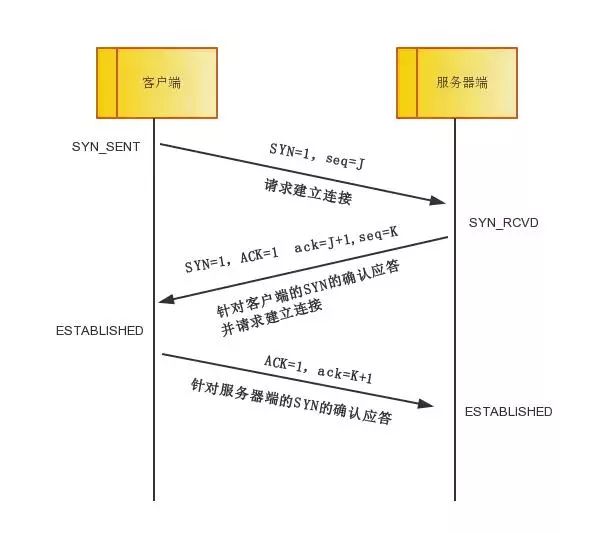 客户端
服务器端
SYN_SENT
SYN=1, seq=J
请求建立连接
SYN_RCVD
SYN=1, ACK=1 ack=J+1,seq=K
针对客户端的SYN的确认应答
并请求建立连接
ESTABLISHED
ACK=1, ack=K+1
针对服务器端的SYN的确认应答
ESTABLISHED